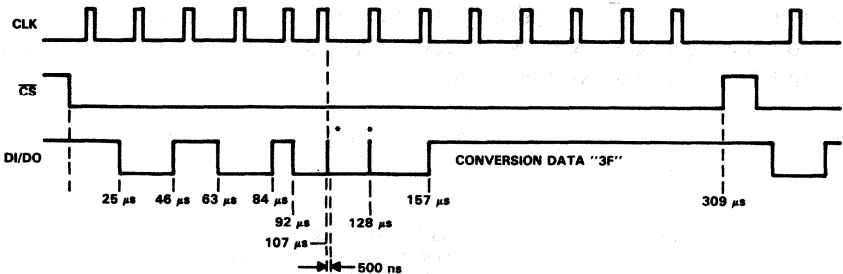 CLK
CS
DI/DO
CONVERSION DATA "3F"
25 μs
46 μs
63 μs
84 μs
92 μs
107 μs
128 μs
157 μs
309 μs
500 ns